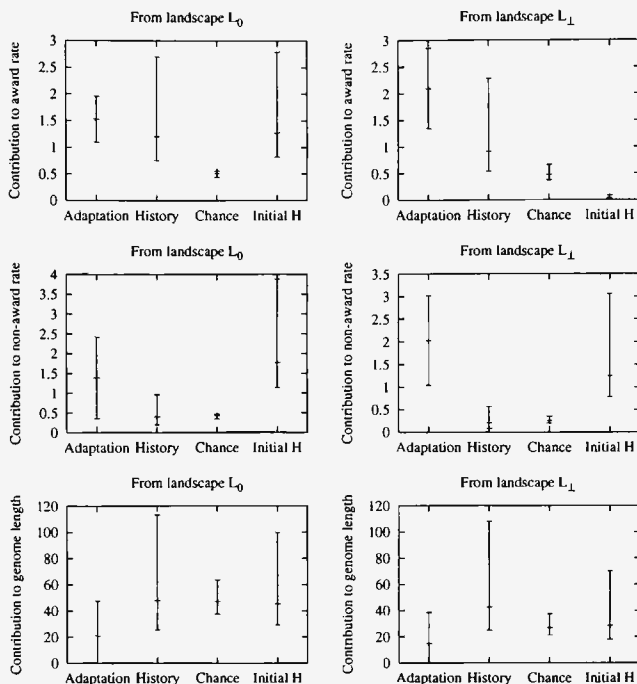 From landscape L0
Contribution to award rate
3
2.5
2
1.5
1
0.5
0
Adaptation History Chance Initial H
From landscape L⊥
Contribution to award rate
3
2.5
2
1.5
1
0.5
0
Adaptation History Chance Initial H
From landscape L0
Contribution to non-award rate
4
3.5
3
2.5
2
1.5
1
0.5
0
Adaptation History Chance Initial H
From landscape L⊥
Contribution to non-award rate
3.5
3
2.5
2
1.5
1
0.5
0
Adaptation History Chance Initial H
From landscape L0
Contribution to genome length
120
100
80
60
40
20
0
Adaptation History Chance Initial H
From landscape L⊥
Contribution to genome length
120
100
80
60
40
20
0
Adaptation History Chance Initial H